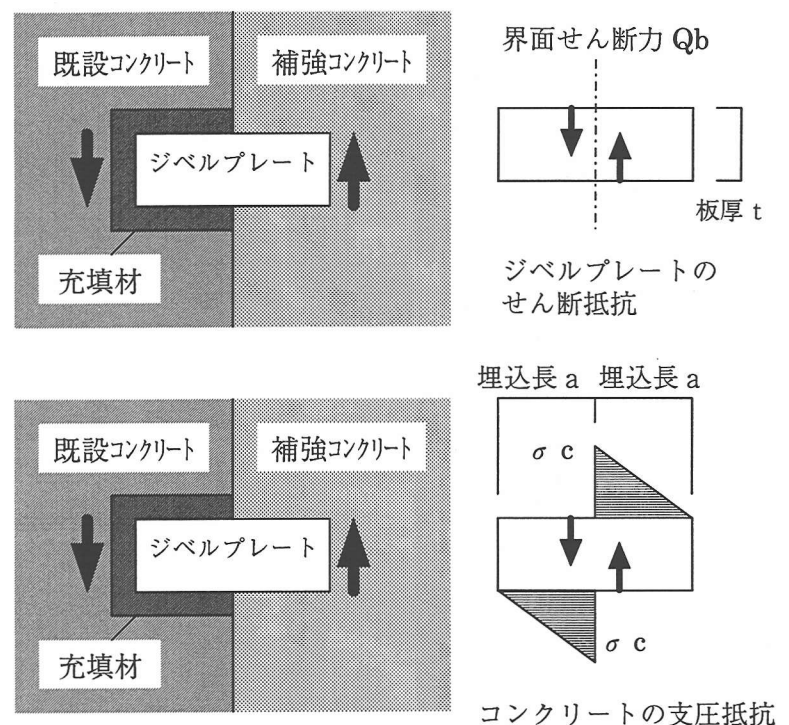 既設コンクリート 補強コンクリート
ジベルプレート
充填材
界面せん断力 Qb
板厚 t
ジベルプレートの
せん断抵抗
既設コンクリート 補強コンクリート
ジベルプレート
充填材
埋込長 a 埋込長 a
σ c
σ c
コンクリートの支圧抵抗